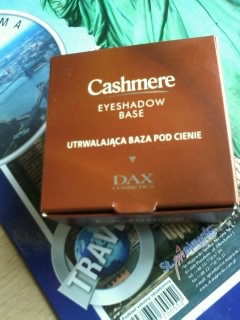 Cashmere
EYESHADOW
BASE
UTRWALAJĄCA BAZA POD CIENIE
DAX
COSMETICS
TRAV
M A